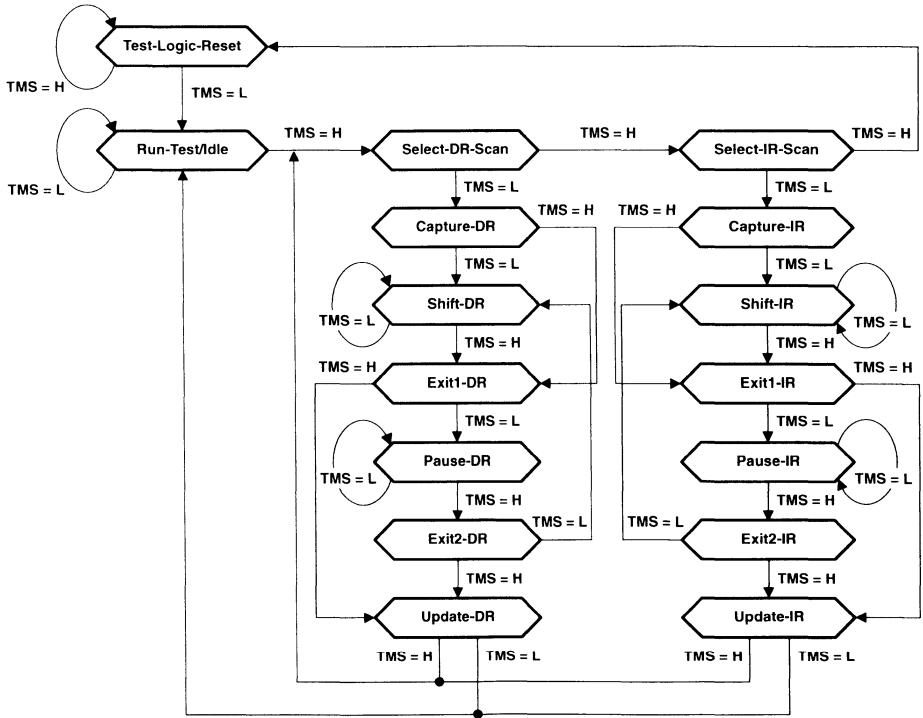 Test-Logic-Reset
TMS = H
TMS = L
Run-Test/Idle
TMS = H
Select-DR-Scan
TMS = H
Select-IR-Scan
TMS = H
TMS = L
TMS = L
TMS = L
Capture-DR
TMS = H
TMS = H
Capture-IR
TMS = L
TMS = L
Shift-DR
Shift-IR
TMS = L
TMS = L
TMS = H
TMS = H
TMS = H
Exit1-DR
Exit1-IR
TMS = H
TMS = L
TMS = L
Pause-DR
Pause-IR
TMS = L
TMS = L
TMS = H
TMS = H
Exit2-DR
TMS = L
TMS = L
Exit2-IR
TMS = H
TMS = H
Update-DR
Update-IR
TMS = H
TMS = L
TMS = H
TMS = L